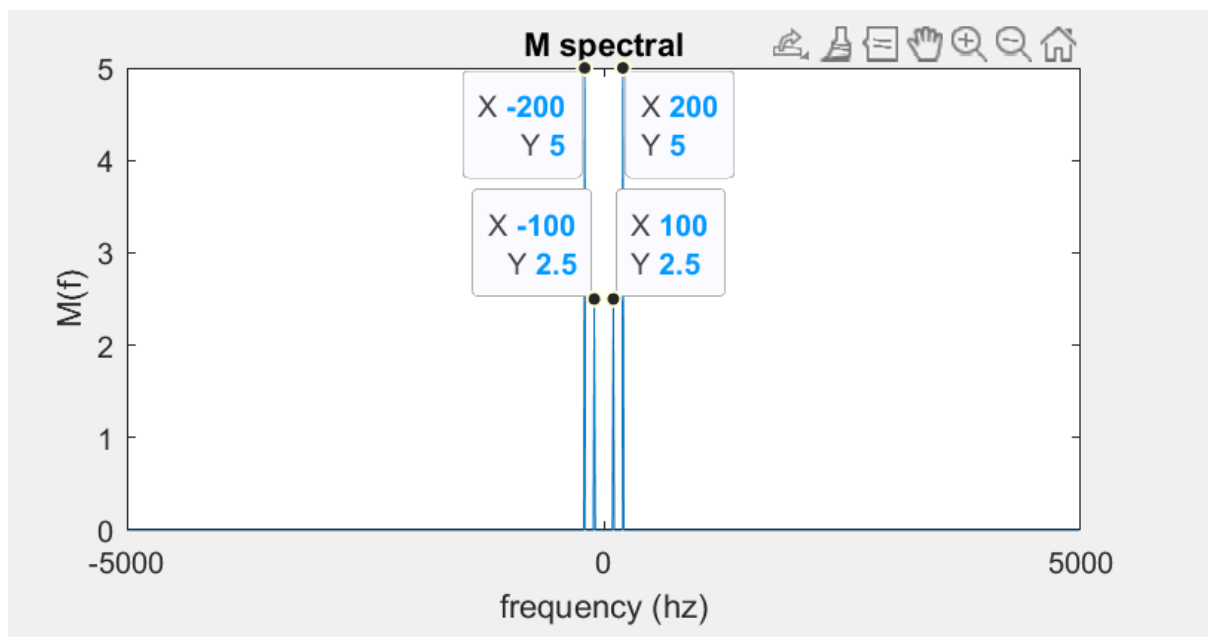 M spectral
5
X -200
Y 5
X 200
Y 5
4
X -100
Y 2.5
X 100
Y 2.5
3
M(f)
2
1
0
-5000
0
5000
frequency (hz)